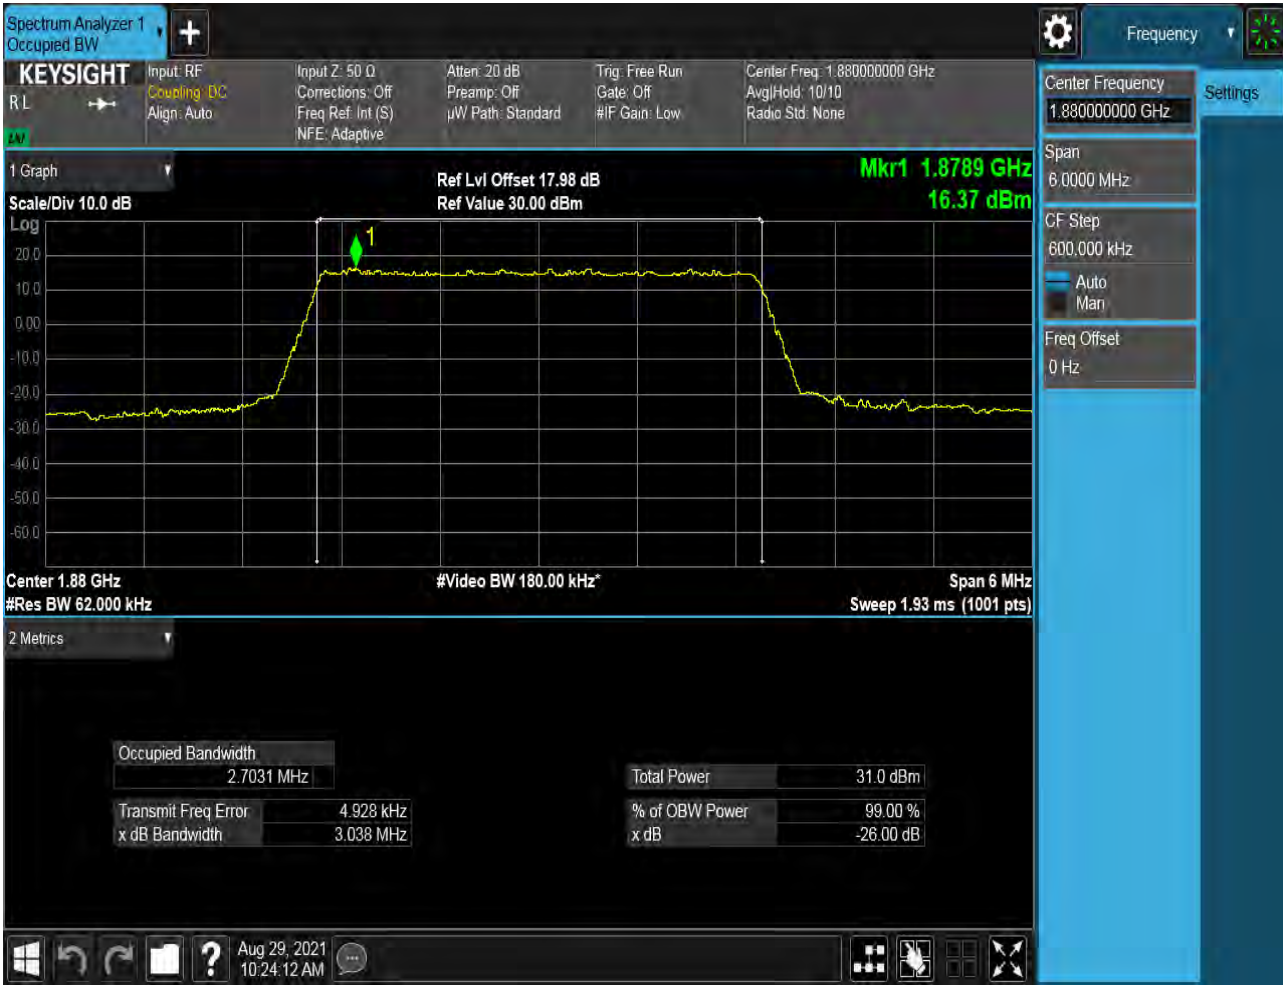 Spectrum Analyzer 1
Occupied BW
Frequency
KEYSIGHT
R L
Input: RF
Coupling: DC
Align: Auto
Input Z: 50 Ω
Corrections: Off
Freq Ref: Int (S)
NFE: Adaptive
Atten: 20 dB
Preamp: Off
µW Path: Standard
Trig: Free Run
Gate: Off
#IF Gain: Low
Center Freq: 1.880000000 GHz
Avg|Hold: 10/10
Radio Std: None
Center Frequency
1.880000000 GHz
Settings
Span
6.0000 MHz
CF Step
600.000 kHz
Auto
Man
Freq Offset
0 Hz
1 Graph
Scale/Div 10.0 dB
Log
Ref Lvl Offset 17.98 dB
Ref Value 30.00 dBm
Mkr1 1.8789 GHz
16.37 dBm
1
20.0
10.0
0.00
-10.0
-20.0
-30.0
-40.0
-50.0
-60.0
Center 1.88 GHz
#Res BW 62.000 kHz
#Video BW 180.00 kHz*
Span 6 MHz
Sweep 1.93 ms (1001 pts)
2 Metrics
Occupied Bandwidth
2.7031 MHz
Transmit Freq Error 4.928 kHz
x dB Bandwidth 3.038 MHz
Total Power 31.0 dBm
% of OBW Power 99.00 %
x dB -26.00 dB
Aug 29, 2021
10:24:12 AM